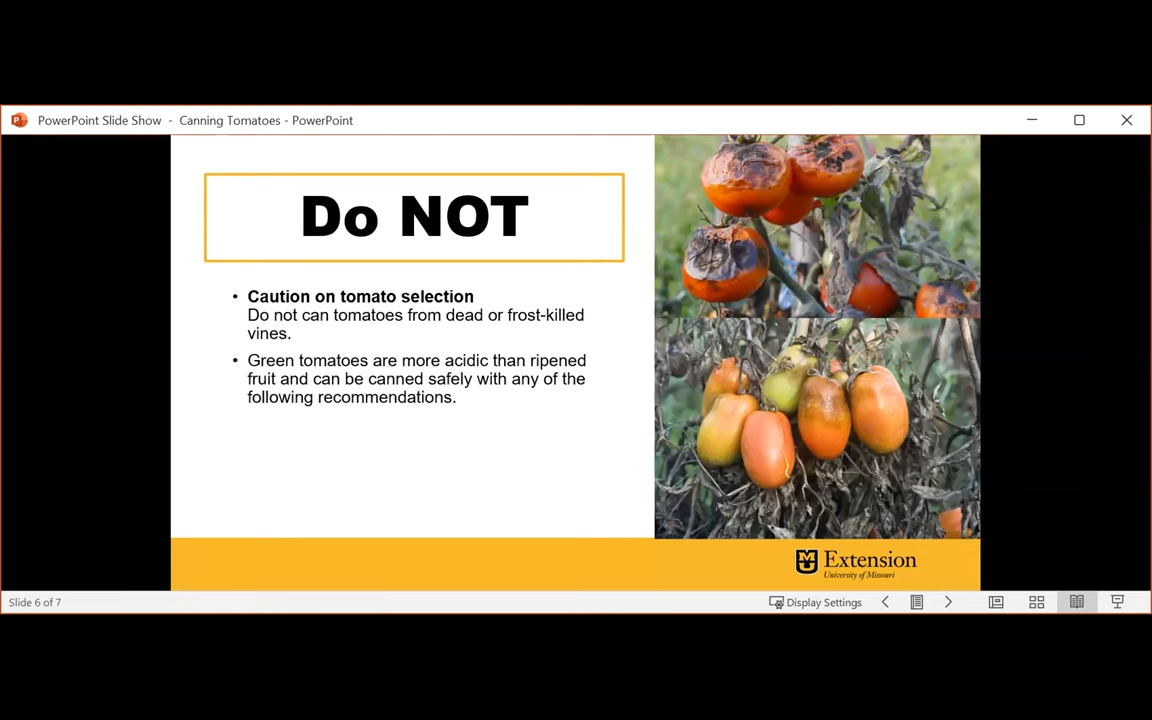 PowerPoint Slide Show - Canning Tomatoes - PowerPoint
Do NOT
• Caution on tomato selection
Do not can tomatoes from dead or frost-killed
vines.
• Green tomatoes are more acidic than ripened
fruit and can be canned safely with any of the
following recommendations.
Extension
University of Missouri
Slide 6 of 7
Display Settings